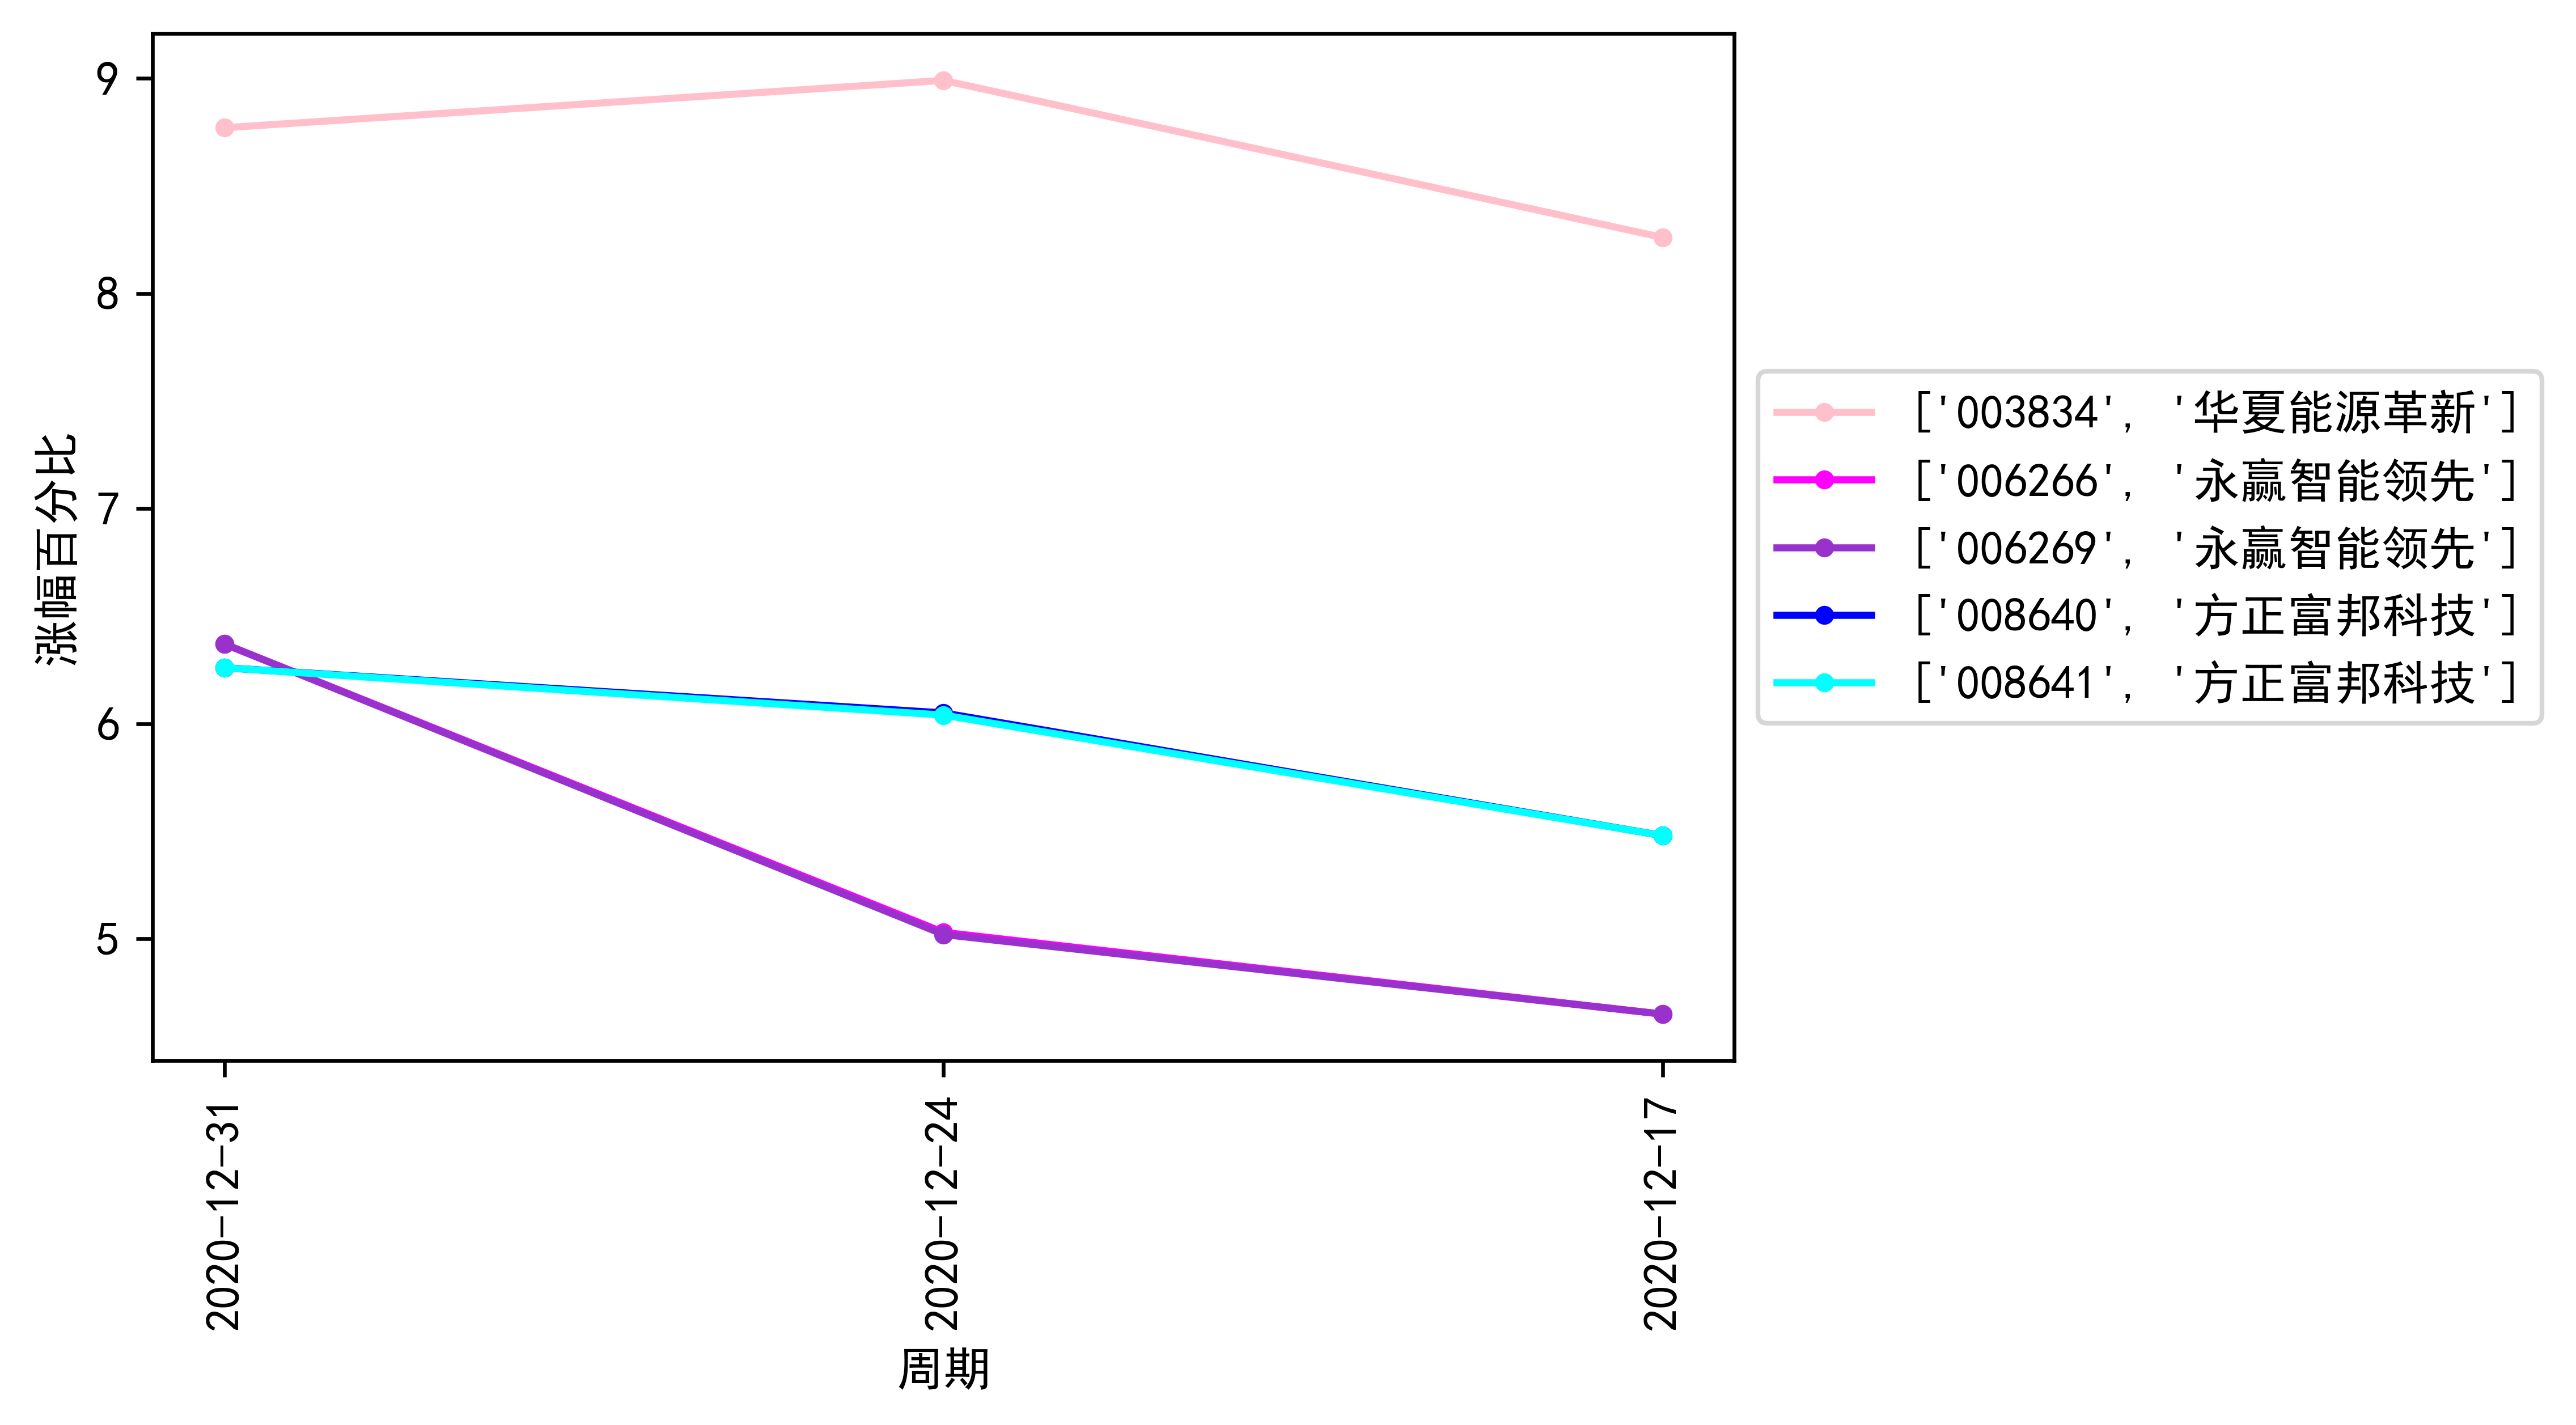 涨幅百分比
9
8
7
6
5
2020-12-31
2020-12-24
2020-12-17
周期
['003834', '华夏能源革新']
['006266', '永赢智能领先']
['006269', '永赢智能领先']
['008640', '方正富邦科技']
['008641', '方正富邦科技']